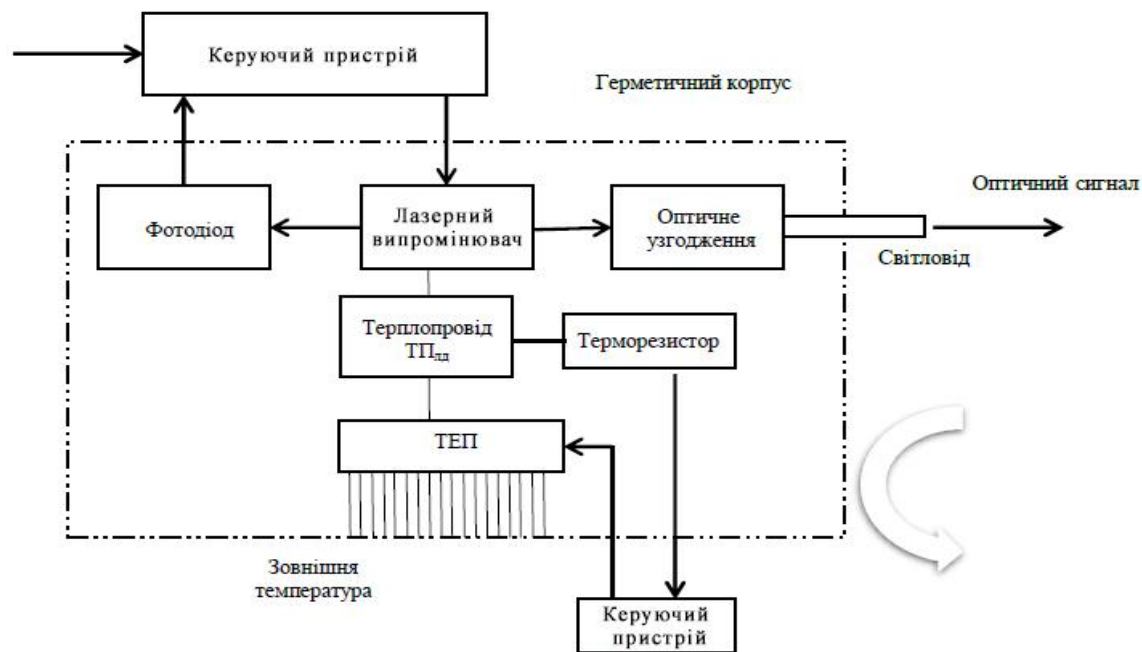 Керуючий пристрій
Герметичний корпус
Оптичний сигнал
Фотодіод
Лазерний
випромінювач
Оптичне
узгодження
Світловід
Терплопровід
ТПлд
Терморезистор
ТЕП
Зовнішня
температура
Керуючий
пристрій